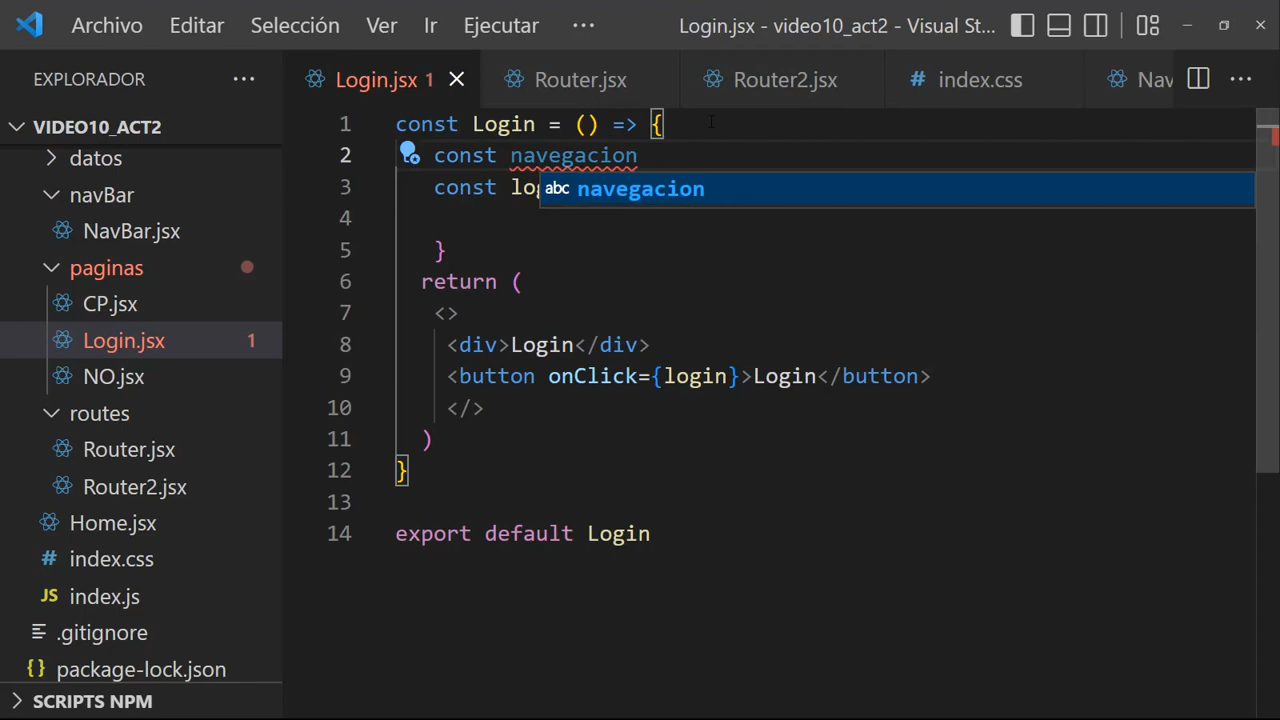 Archivo Editar Selección Ver Ir Ejecutar ··· Login.jsx - video10_act2 - Visual St...
EXPLORADOR ···
Login.jsx 1 Router.jsx Router2.jsx # index.css Nav ···
VIDEO10_ACT2
datos
navBar
NavBar.jsx
paginas
CP.jsx
Login.jsx 1
NO.jsx
routes
Router.jsx
Router2.jsx
Home.jsx
# index.css
JS index.js
.gitignore
{} package-lock.json
SCRIPTS NPM
1 const Login = () => {
2 const navegacion
abc navegacion
3 const log
4
5 }
6 return (
7 <>
8 <div>Login</div>
9 <button onClick={login}>Login</button>
10 </>
11 )
12 }
13
14 export default Login